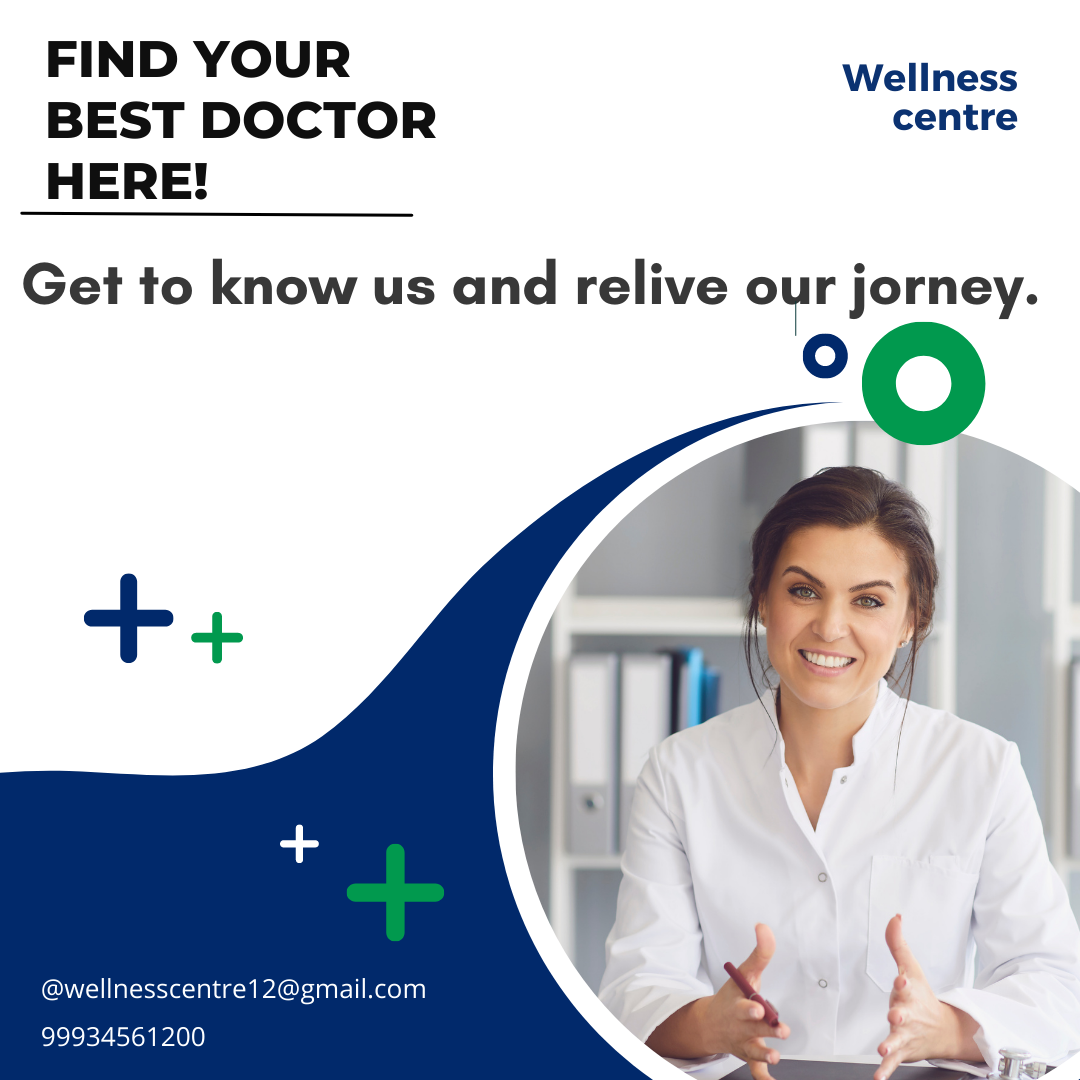 FIND YOUR
BEST DOCTOR
HERE!
Wellness
centre
Get to know us and relive our jorney.
@wellnesscentre12@gmail.com
99934561200